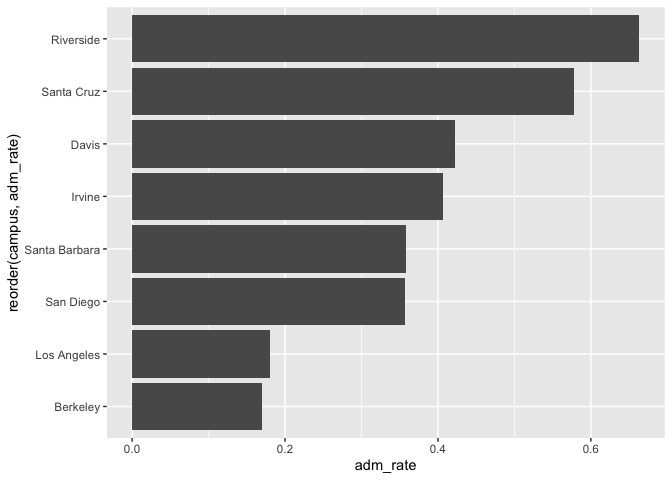 reorder(campus, adm_rate)
Riverside
Santa Cruz
Davis
Irvine
Santa Barbara
San Diego
Los Angeles
Berkeley
0.0 0.2 0.4 0.6
adm_rate